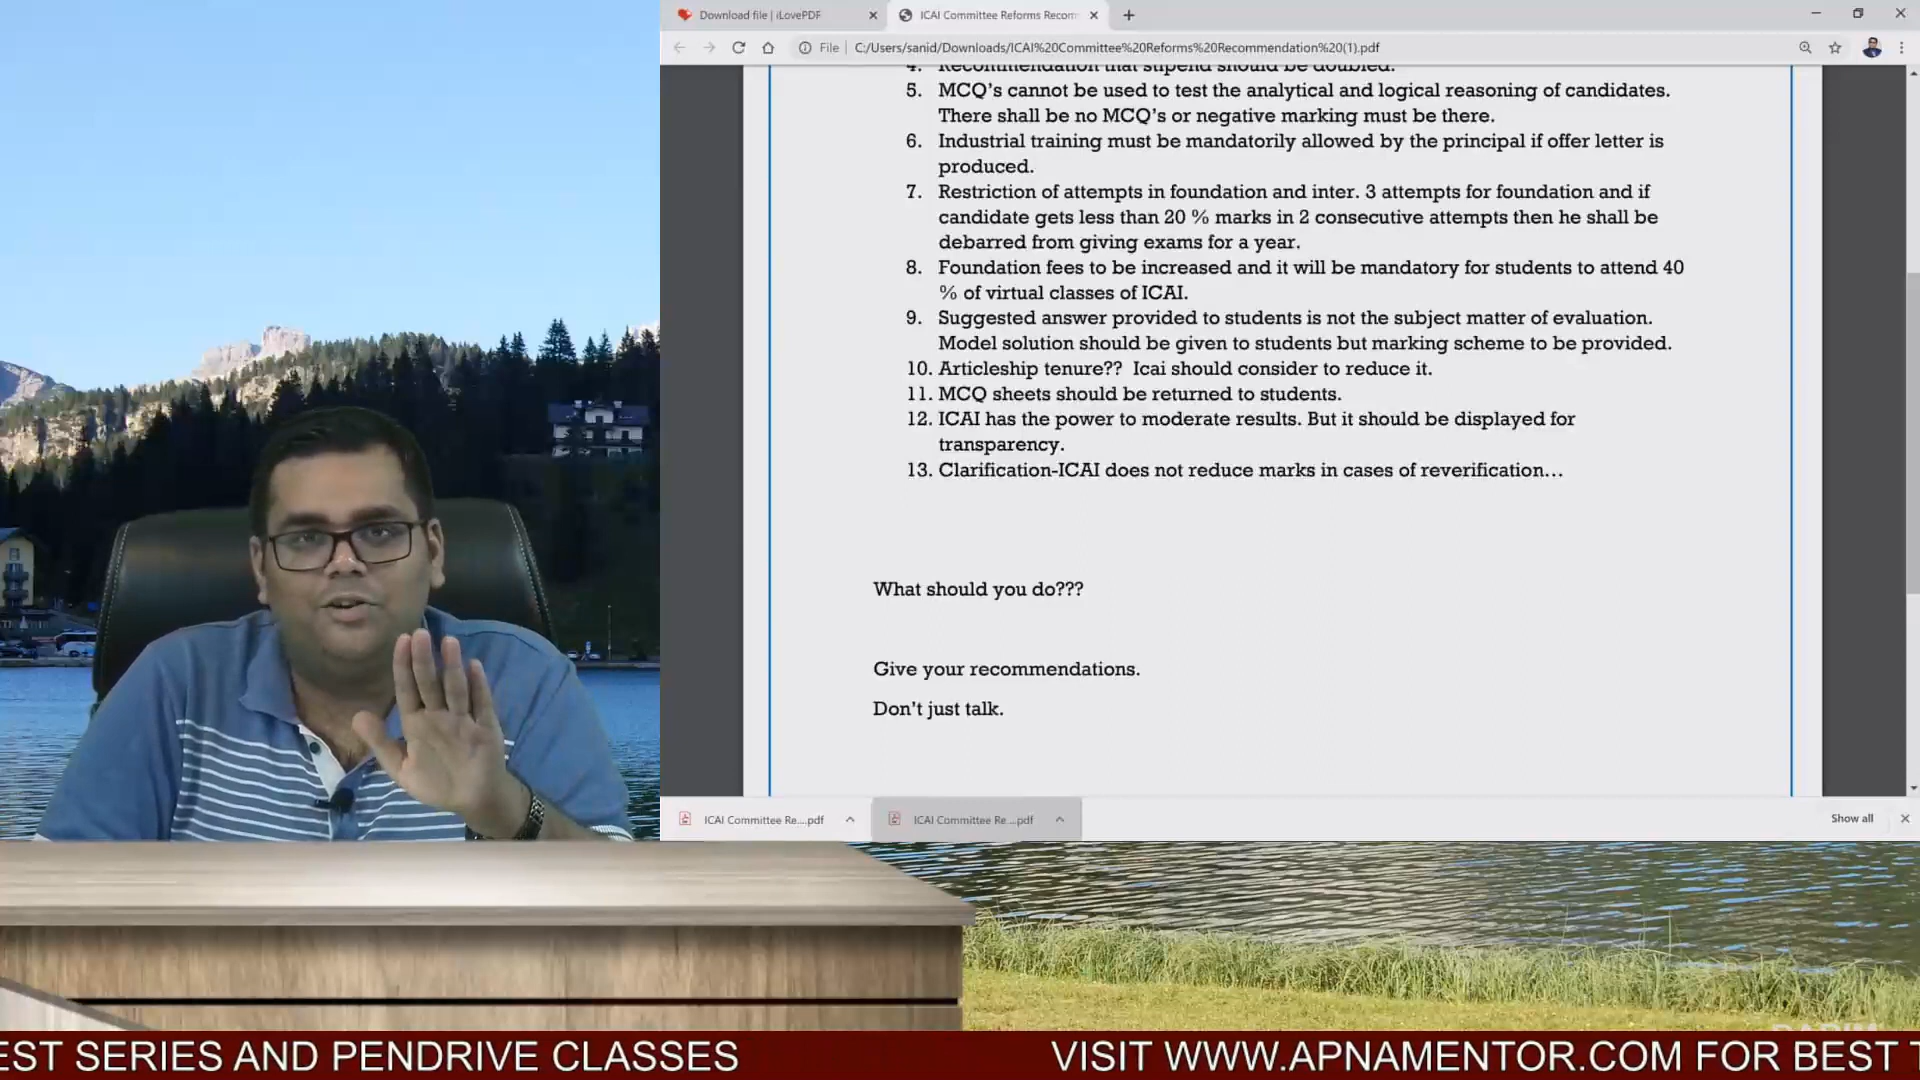 Download file | iLovePDF
ICAI Committee Reforms Recom
File
C:/Users/sanid/Downloads/ICAI%20Committee%20Reforms%20Recommendation%20(1).pdf
4. Recommendation that stipend should be doubled.
5. MCQ's cannot be used to test the analytical and logical reasoning of candidates.
There shall be no MCQ's or negative marking must be there.
6. Industrial training must be mandatorily allowed by the principal if offer letter is
produced.
7. Restriction of attempts in foundation and inter. 3 attempts for foundation and if
candidate gets less than 20 % marks in 2 consecutive attempts then he shall be
debarred from giving exams for a year.
8. Foundation fees to be increased and it will be mandatory for students to attend 40
% of virtual classes of ICAI.
9. Suggested answer provided to students is not the subject matter of evaluation.
Model solution should be given to students but marking scheme to be provided.
10. Articleship tenure?? Icai should consider to reduce it.
11. MCQ sheets should be returned to students.
12. ICAI has the power to moderate results. But it should be displayed for
transparency.
13. Clarification-ICAI does not reduce marks in cases of reverification...
What should you do???
Give your recommendations.
Don't just talk.
ICAI Committee Re....pdf
ICAI Committee Re....pdf
Show all
EST SERIES AND PENDRIVE CLASSES
VISIT WWW.APNAMENTOR.COM FOR BEST T